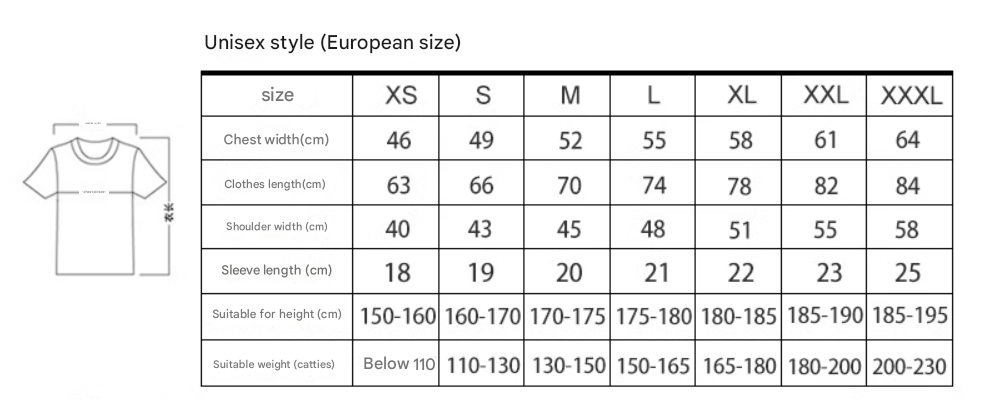 Unisex style (European size)
size XS S M L XL XXL XXXL
Chest width(cm) 46 49 52 55 58 61 64
Clothes length(cm) 63 66 70 74 78 82 84
Shoulder width (cm) 40 43 45 48 51 55 58
Sleeve length (cm) 18 19 20 21 22 23 25
Suitable for height (cm) 150-160 160-170 170-175 175-180 180-185 185-190 185-195
Suitable weight (catties) Below 110 110-130 130-150 150-165 165-180 180-200 200-230
衣长